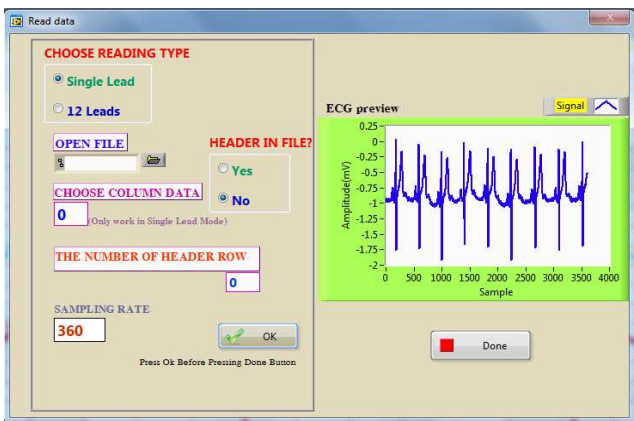 Read data
CHOOSE READING TYPE
Single Lead
12 Leads
OPEN FILE
HEADER IN FILE?
Yes
No
CHOOSE COLUMN DATA
0
(Only work in Single Lead Mode)
THE NUMBER OF HEADER ROW
0
SAMPLING RATE
360
OK
Press Ok Before Pressing Done Button
ECG preview
Signal
Amplitude(mV)
0.25
0
-0.25
-0.5
-0.75
-1
-1.25
-1.5
-1.75
-2
0 500 1000 1500 2000 2500 3000 3500 4000
Sample
Done